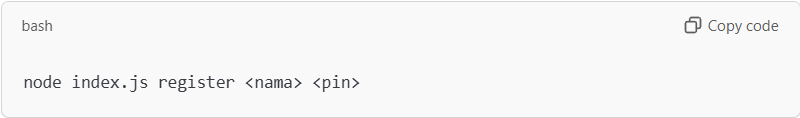 bash
Copy code
node index.js register <nama> <pin>